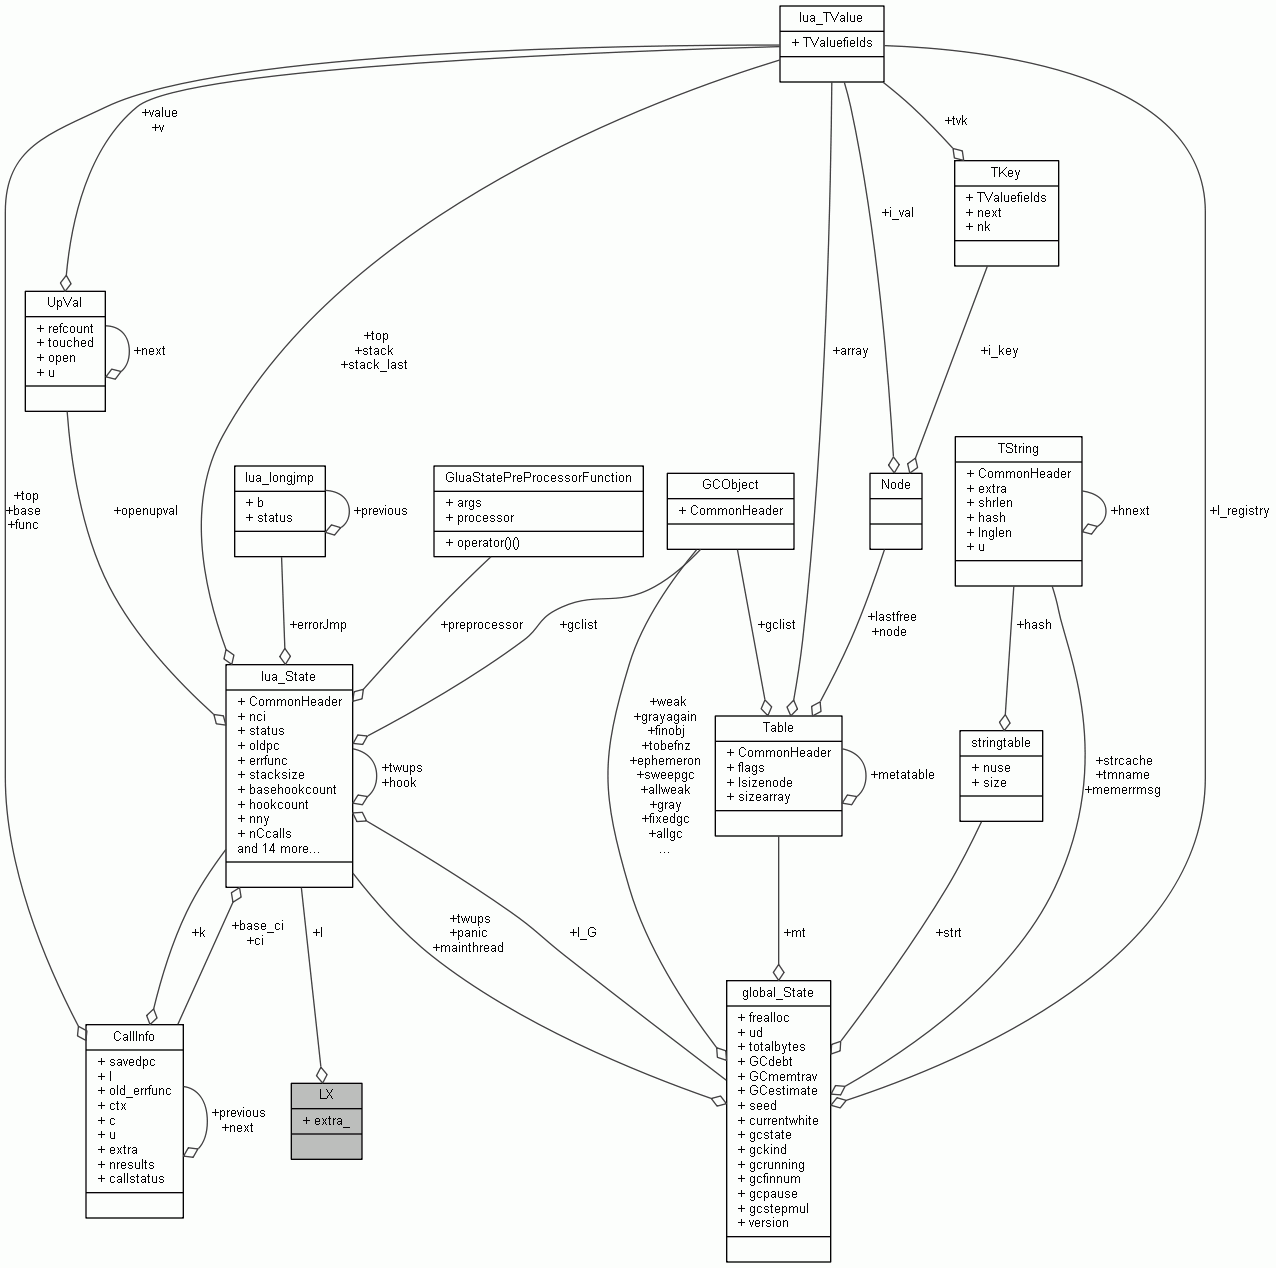 lua_TValue
+ TValuefields
+value
+v
+tvk
TKey
+ TValuefields
+ next
+ nk
+i_val
UpVal
+ refcount
+ touched
+ open
+ u
+next
+top
+stack
+stack_last
+array
+i_key
TString
+ CommonHeader
+ extra
+ shrlen
+ hash
+ lnglen
+ u
+hnext
lua_longjmp
+ b
+ status
+previous
GluaStatePreProcessorFunction
+ args
+ processor
+ operator()()
GCObject
+ CommonHeader
Node
+top
+base
+func
+openupval
+l_registry
+errorJmp
+preprocessor
+gclist
+gclist
+lastfree
+node
+hash
lua_State
+ CommonHeader
+ nci
+ status
+ oldpc
+ errfunc
+ stacksize
+ basehookcount
+ hookcount
+ nny
+ nCcalls
and 14 more...
+twups
+hook
+weak
+grayagain
+finobj
+tobefnz
+ephemeron
+sweepgc
+allweak
+gray
+fixedgc
+allgc
...
Table
+ CommonHeader
+ flags
+ lsizenode
+ sizearray
+metatable
stringtable
+ nuse
+ size
+strcache
+tmname
+memerrmsg
+k
+base_ci
+ci
+l
+twups
+panic
+mainthread
+l_G
+mt
+strt
CallInfo
+ savedpc
+ l
+ old_errfunc
+ ctx
+ c
+ u
+ extra
+ nresults
+ callstatus
+previous
+next
LX
+ extra_
global_State
+ frealloc
+ ud
+ totalbytes
+ GCdebt
+ GCmemtrav
+ GCestimate
+ seed
+ currentwhite
+ gcstate
+ gckind
+ gcrunning
+ gcfinnum
+ gcpause
+ gcstepmul
+ version